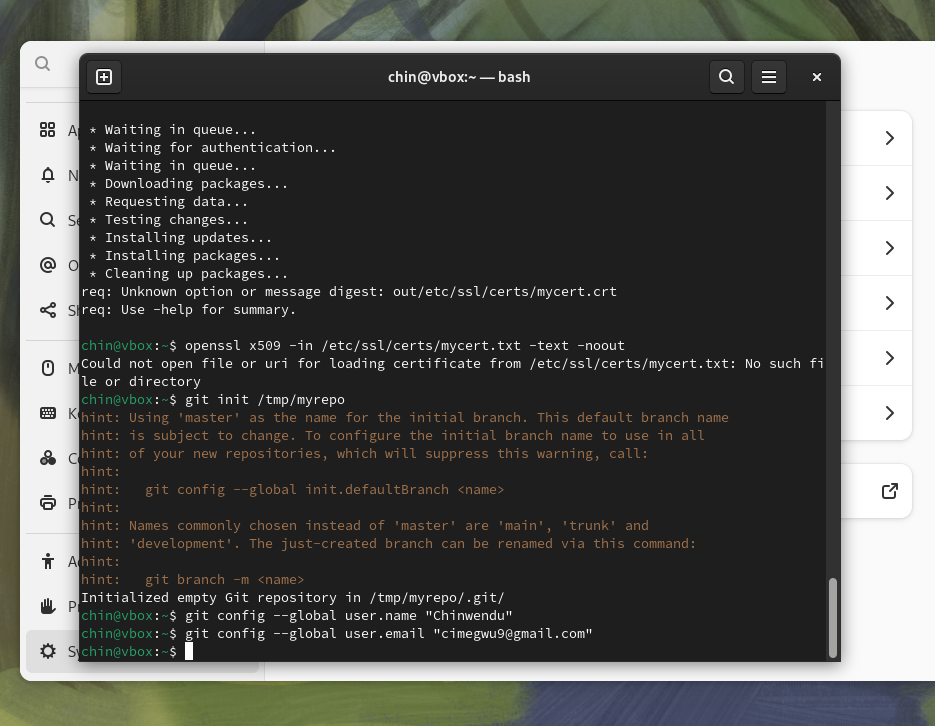 chin@vbox:~ — bash
* Waiting in queue...
* Waiting for authentication...
* Waiting in queue...
* Downloading packages...
* Requesting data...
* Testing changes...
* Installing updates...
* Installing packages...
* Cleaning up packages...
req: Unknown option or message digest: out/etc/ssl/certs/mycert.crt
req: Use -help for summary.
chin@vbox:~$ openssl x509 -in /etc/ssl/certs/mycert.txt -text -noout
Could not open file or uri for loading certificate from /etc/ssl/certs/mycert.txt: No such fi
le or directory
chin@vbox:~$ git init /tmp/myrepo
hint: Using 'master' as the name for the initial branch. This default branch name
hint: is subject to change. To configure the initial branch name to use in all
hint: of your new repositories, which will suppress this warning, call:
hint:
hint:   git config --global init.defaultBranch <name>
hint:
hint: Names commonly chosen instead of 'master' are 'main', 'trunk' and
hint: 'development'. The just-created branch can be renamed via this command:
hint:
hint:   git branch -m <name>
Initialized empty Git repository in /tmp/myrepo/.git/
chin@vbox:~$ git config --global user.name "Chinwendu"
chin@vbox:~$ git config --global user.email "cimegwu9@gmail.com"
chin@vbox:~$